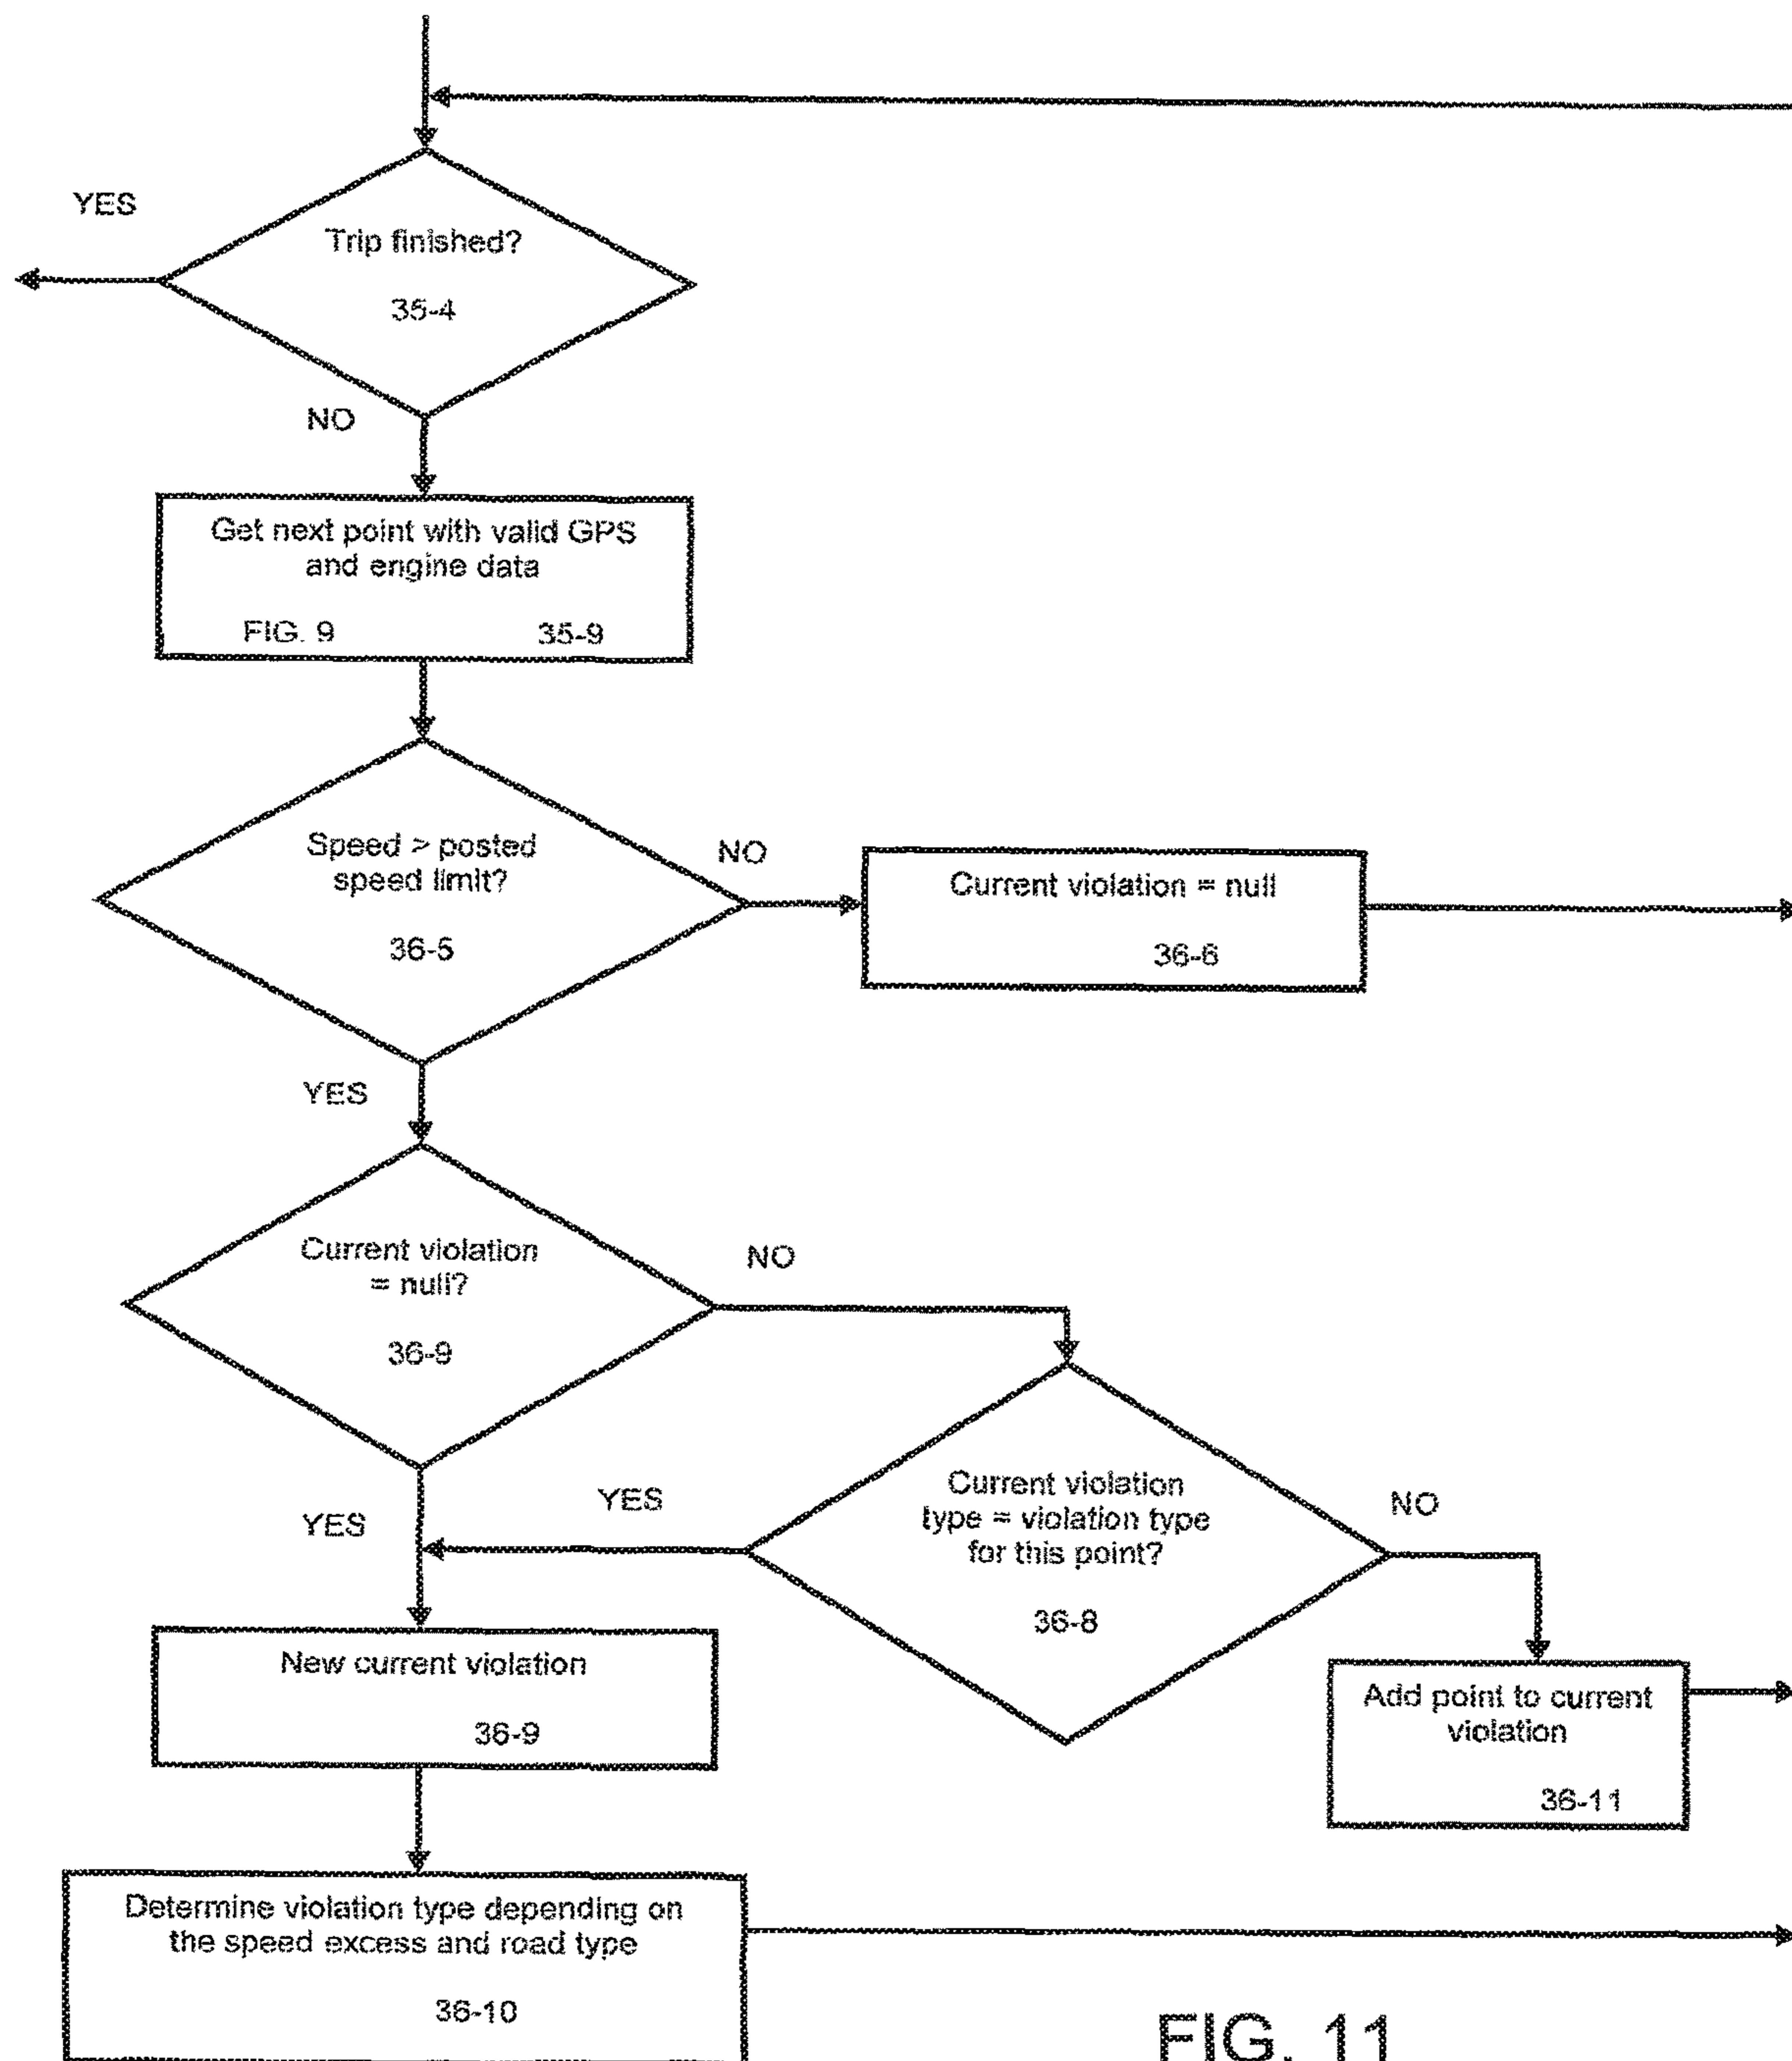 YES
Trip finished?
35-4
NO
Get next point with valid GPS
and engine data
FIG. 9 35-9
Speed > posted
speed limit?
36-5
NO
Current violation = null
36-6
YES
Current violation
= null?
36-9
NO
YES
YES
Current violation
type = violation type
for this point?
36-8
NO
New current violation
36-9
Add point to current
violation
36-11
Determine violation type depending on
the speed excess and road type
36-10
FIG. 11